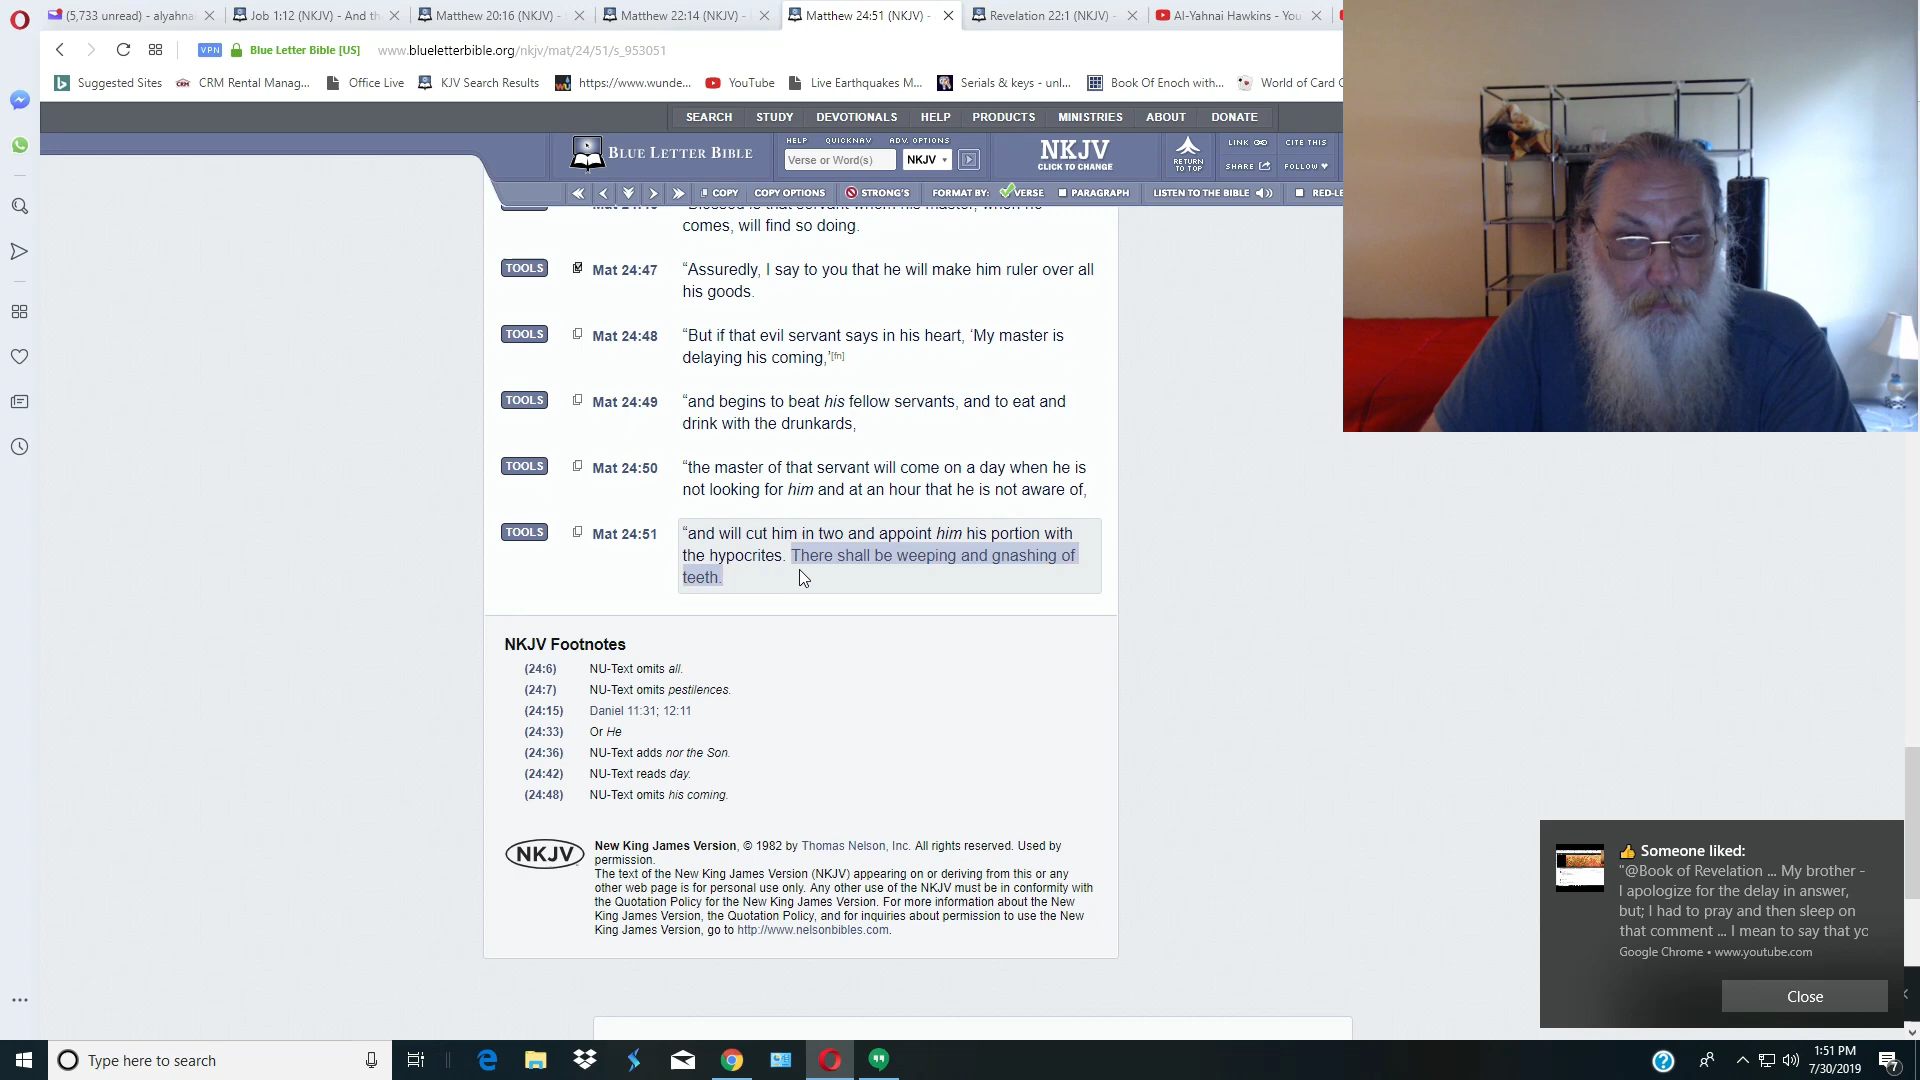 (5,733 unread) - alyahna
Job 1:12 (NKJV) - And th
Matthew 20:16 (NKJV) -
Matthew 22:14 (NKJV) -
Matthew 24:51 (NKJV) -
Revelation 22:1 (NKJV) -
Al-Yahnai Hawkins - You
VPN
Blue Letter Bible [US]
www.blueletterbible.org/nkjv/mat/24/51/s_953051
Suggested Sites
CRM Rental Manag...
Office Live
KJV Search Results
https://www.wunde...
YouTube
Live Earthquakes M...
Serials & keys - unl...
Book Of Enoch with...
World of Card G
SEARCH STUDY DEVOTIONALS HELP PRODUCTS MINISTRIES ABOUT DONATE
BLUE LETTER BIBLE
HELP QUICKNAV ADV. OPTIONS
Verse or Word(s)
NKJV
NKJV
CLICK TO CHANGE
RETURN
TO TOP
LINK
CITE THIS
SHARE
FOLLOW
COPY COPY OPTIONS STRONG'S FORMAT BY: VERSE PARAGRAPH LISTEN TO THE BIBLE RED-LE
comes, will find so doing.
TOOLS Mat 24:47 “Assuredly, I say to you that he will make him ruler over all
his goods.
TOOLS Mat 24:48 “But if that evil servant says in his heart, ‘My master is
delaying his coming,’[fn]
TOOLS Mat 24:49 “and begins to beat his fellow servants, and to eat and
drink with the drunkards,
TOOLS Mat 24:50 “the master of that servant will come on a day when he is
not looking for him and at an hour that he is not aware of,
TOOLS Mat 24:51 “and will cut him in two and appoint him his portion with
the hypocrites. There shall be weeping and gnashing of
teeth.
NKJV Footnotes
(24:6) NU-Text omits all.
(24:7) NU-Text omits pestilences.
(24:15) Daniel 11:31; 12:11
(24:33) Or He
(24:36) NU-Text adds nor the Son.
(24:42) NU-Text reads day.
(24:48) NU-Text omits his coming.
NKJV
New King James Version, © 1982 by Thomas Nelson, Inc. All rights reserved. Used by
permission.
The text of the New King James Version (NKJV) appearing on or deriving from this or any
other web page is for personal use only. Any other use of the NKJV must be in conformity with
the Quotation Policy for the New King James Version. For more information about the New
King James Version, the Quotation Policy, and for inquiries about permission to use the New
King James Version, go to http://www.nelsonbibles.com.
Someone liked:
"@Book of Revelation ... My brother -
I apologize for the delay in answer,
but; I had to pray and then sleep on
that comment ... I mean to say that yo
Google Chrome • www.youtube.com
Close
Type here to search
1:51 PM
7/30/2019
7